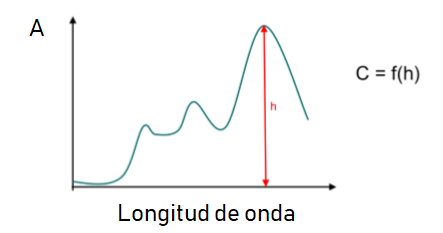 A
h
C = f(h)
Longitud de onda